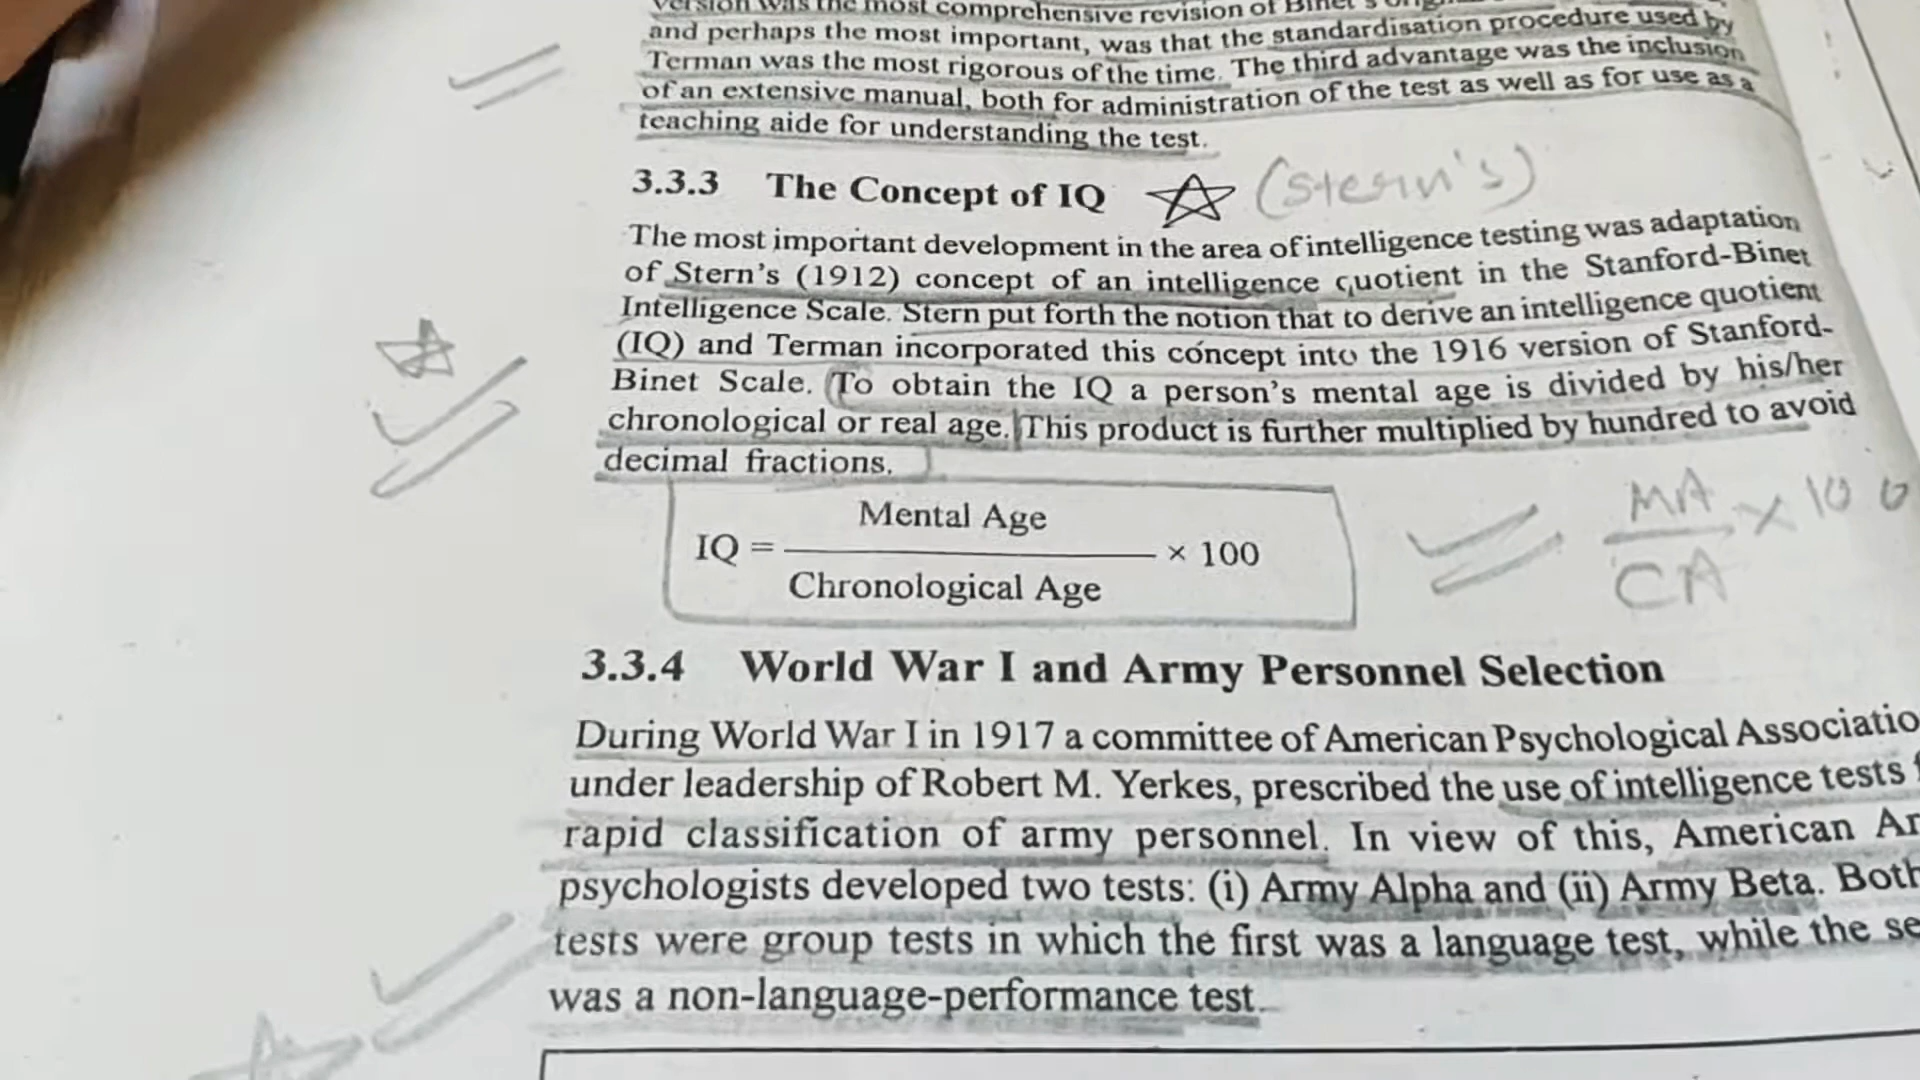 version was the most comprehensive revision of Binet's
and perhaps the most important, was that the standardisation procedure used by
Terman was the most rigorous of the time. The third advantage was the inclusion
of an extensive manual, both for administration of the test as well as for use as a
teaching aide for understanding the test.
3.3.3 The Concept of IQ (Stern's)
The most important development in the area of intelligence testing was adaptation
of Stern's (1912) concept of an intelligence quotient in the Stanford-Binet
Intelligence Scale. Stern put forth the notion that to derive an intelligence quotient
(IQ) and Terman incorporated this concept into the 1916 version of Stanford-
Binet Scale. To obtain the IQ a person's mental age is divided by his/her
chronological or real age. This product is further multiplied by hundred to avoid
decimal fractions.
Mental Age
IQ = × 100
Chronological Age
MA × 100
CA
3.3.4 World War I and Army Personnel Selection
During World War I in 1917 a committee of American Psychological Associatio
under leadership of Robert M. Yerkes, prescribed the use of intelligence tests
rapid classification of army personnel. In view of this, American Ar
psychologists developed two tests: (i) Army Alpha and (ii) Army Beta. Both
tests were group tests in which the first was a language test, while the se
was a non-language-performance test.